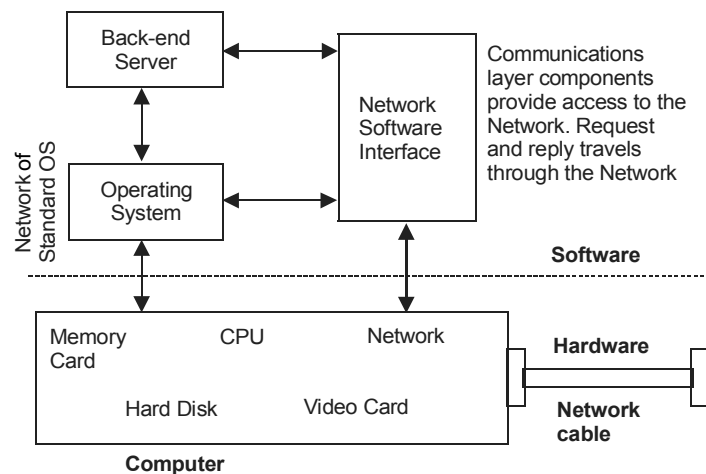 Back-end
Server
Network
Software
Interface
Communications
layer components
provide access to the
Network. Request
and reply travels
through the Network
Network of
Standard OS
Operating
System
Software
Memory
Card
CPU
Network
Hard Disk
Video Card
Hardware
Network
cable
Computer